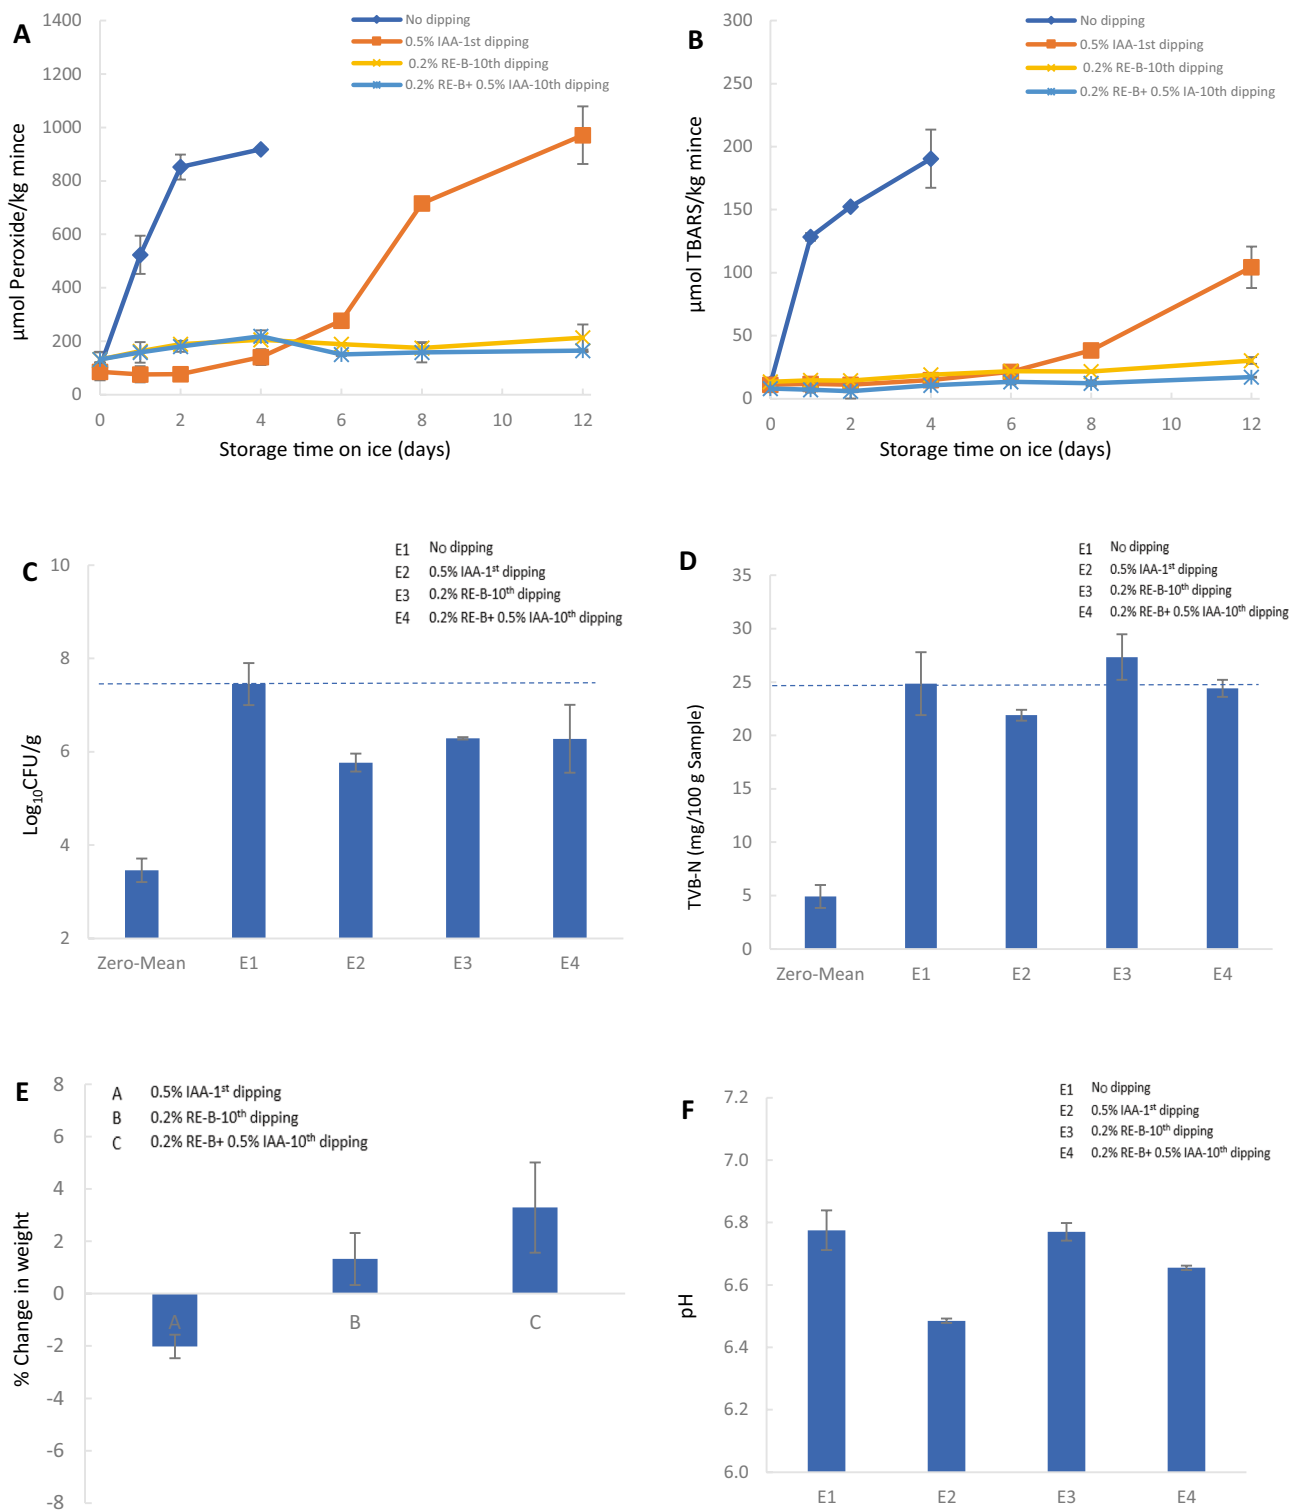 A
No dipping
0.5% IAA-1st dipping
0.2% RE-B-10th dipping
0.2% RE-B+ 0.5% IAA-10th dipping
µmol Peroxide/kg mince
1400
1200
1000
800
600
400
200
0
0 2 4 6 8 10 12
Storage time on ice (days)
B
No dipping
0.5% IAA-1st dipping
0.2% RE-B-10th dipping
0.2% RE-B+ 0.5% IA-10th dipping
µmol TBARS/kg mince
300
250
200
150
100
50
0
0 2 4 6 8 10 12
Storage time on ice (days)
C
E1 No dipping
E2 0.5% IAA-1st dipping
E3 0.2% RE-B-10th dipping
E4 0.2% RE-B+ 0.5% IAA-10th dipping
Log10CFU/g
10
8
6
4
2
Zero-Mean E1 E2 E3 E4
D
E1 No dipping
E2 0.5% IAA-1st dipping
E3 0.2% RE-B-10th dipping
E4 0.2% RE-B+ 0.5% IAA-10th dipping
TVB-N (mg/100 g Sample)
35
30
25
20
15
10
5
0
Zero-Mean E1 E2 E3 E4
E
A 0.5% IAA-1st dipping
B 0.2% RE-B-10th dipping
C 0.2% RE-B+ 0.5% IAA-10th dipping
% Change in weight
8
6
4
2
0
-2
-4
-6
-8
A B C
F
E1 No dipping
E2 0.5% IAA-1st dipping
E3 0.2% RE-B-10th dipping
E4 0.2% RE-B+ 0.5% IAA-10th dipping
pH
7.2
7.0
6.8
6.6
6.4
6.2
6.0
E1 E2 E3 E4